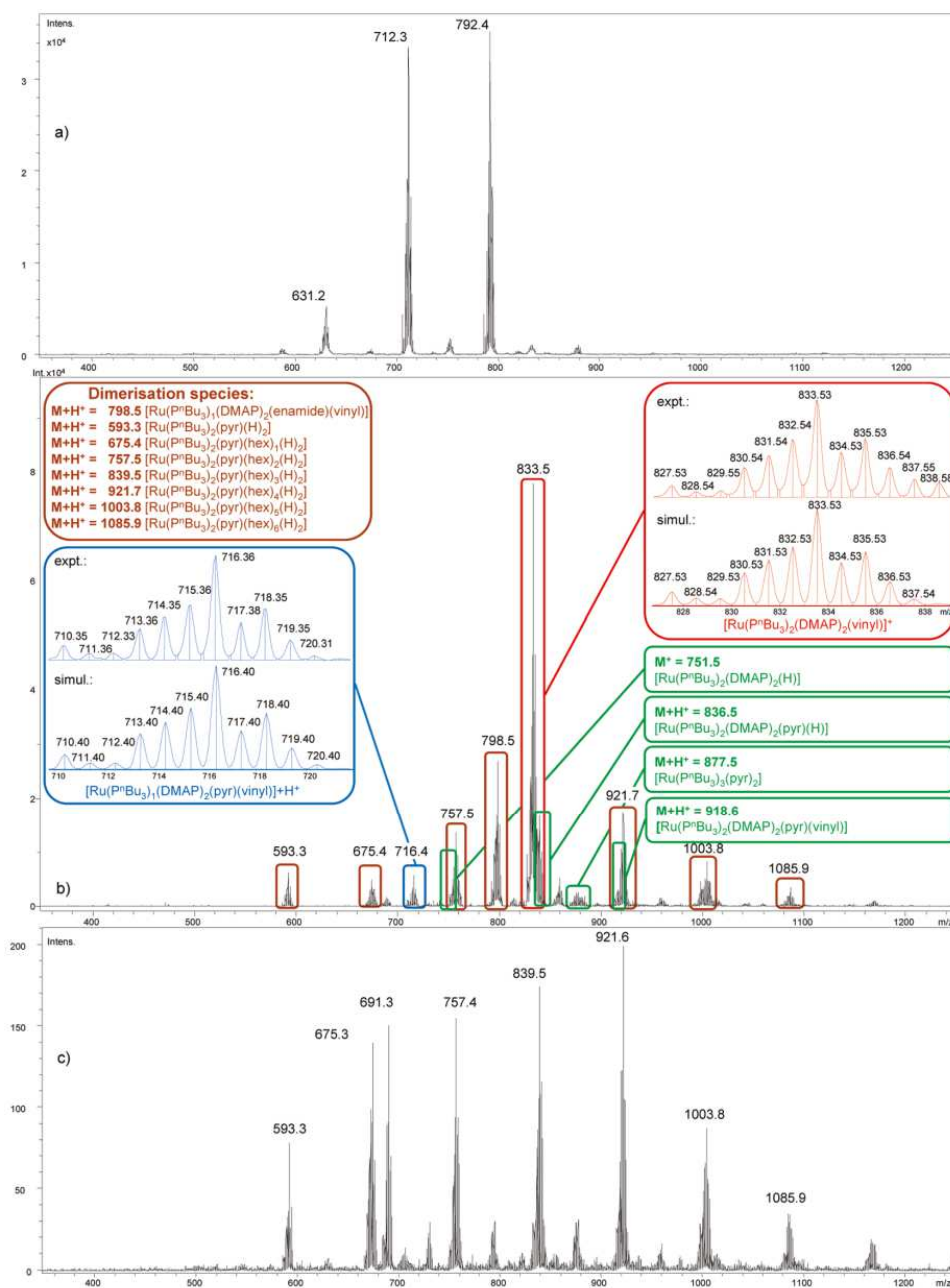 Intens.
x10⁴
3
2
1
0
a)
631.2
712.3
792.4
400 500 600 700 800 900 1000 1100 1200
Int.x10⁴
8
6
4
2
0
b)
Dimerisation species:
M+H⁺ = 798.5 [Ru(PⁿBu₃)₁(DMAP)₂(enamide)(vinyl)]
M+H⁺ = 593.3 [Ru(PⁿBu₃)₂(pyr)(H)₂]
M+H⁺ = 675.4 [Ru(PⁿBu₃)₂(pyr)(hex)₁(H)₂]
M+H⁺ = 757.5 [Ru(PⁿBu₃)₂(pyr)(hex)₂(H)₂]
M+H⁺ = 839.5 [Ru(PⁿBu₃)₂(pyr)(hex)₃(H)₂]
M+H⁺ = 921.7 [Ru(PⁿBu₃)₂(pyr)(hex)₄(H)₂]
M+H⁺ = 1003.8 [Ru(PⁿBu₃)₂(pyr)(hex)₅(H)₂]
M+H⁺ = 1085.9 [Ru(PⁿBu₃)₂(pyr)(hex)₆(H)₂]
expt.:
710.35 711.36 712.33 713.36 714.35 715.36 716.36 717.38 718.35 719.35 720.31
simul.:
710.40 711.40 712.40 713.40 714.40 715.40 716.40 717.40 718.40 719.40 720.40
710 712 714 716 718 720
[Ru(PⁿBu₃)₁(DMAP)₂(pyr)(vinyl)]+H⁺
expt.:
827.53 828.54 829.55 830.54 831.54 832.54 833.53 834.53 835.53 836.54 837.55 838.58
simul.:
827.53 828.54 829.53 830.53 831.53 832.53 833.53 834.53 835.53 836.53 837.54
828 830 832 834 836 838 m/z
[Ru(PⁿBu₃)₂(DMAP)₂(vinyl)]⁺
M⁺ = 751.5
[Ru(PⁿBu₃)₂(DMAP)₂(H)]
M+H⁺ = 836.5
[Ru(PⁿBu₃)₂(DMAP)₂(pyr)(H)]
M+H⁺ = 877.5
[Ru(PⁿBu₃)₃(pyr)₂]
M+H⁺ = 918.6
[Ru(PⁿBu₃)₂(DMAP)₂(pyr)(vinyl)]
593.3
675.4
716.4
757.5
798.5
833.5
921.7
1003.8
1085.9
400 500 600 700 800 900 1000 1100 1200 m/z
Intens.
200
150
100
50
0
c)
593.3
675.3
691.3
757.4
839.5
921.6
1003.8
1085.9
400 500 600 700 800 900 1000 1100 1200